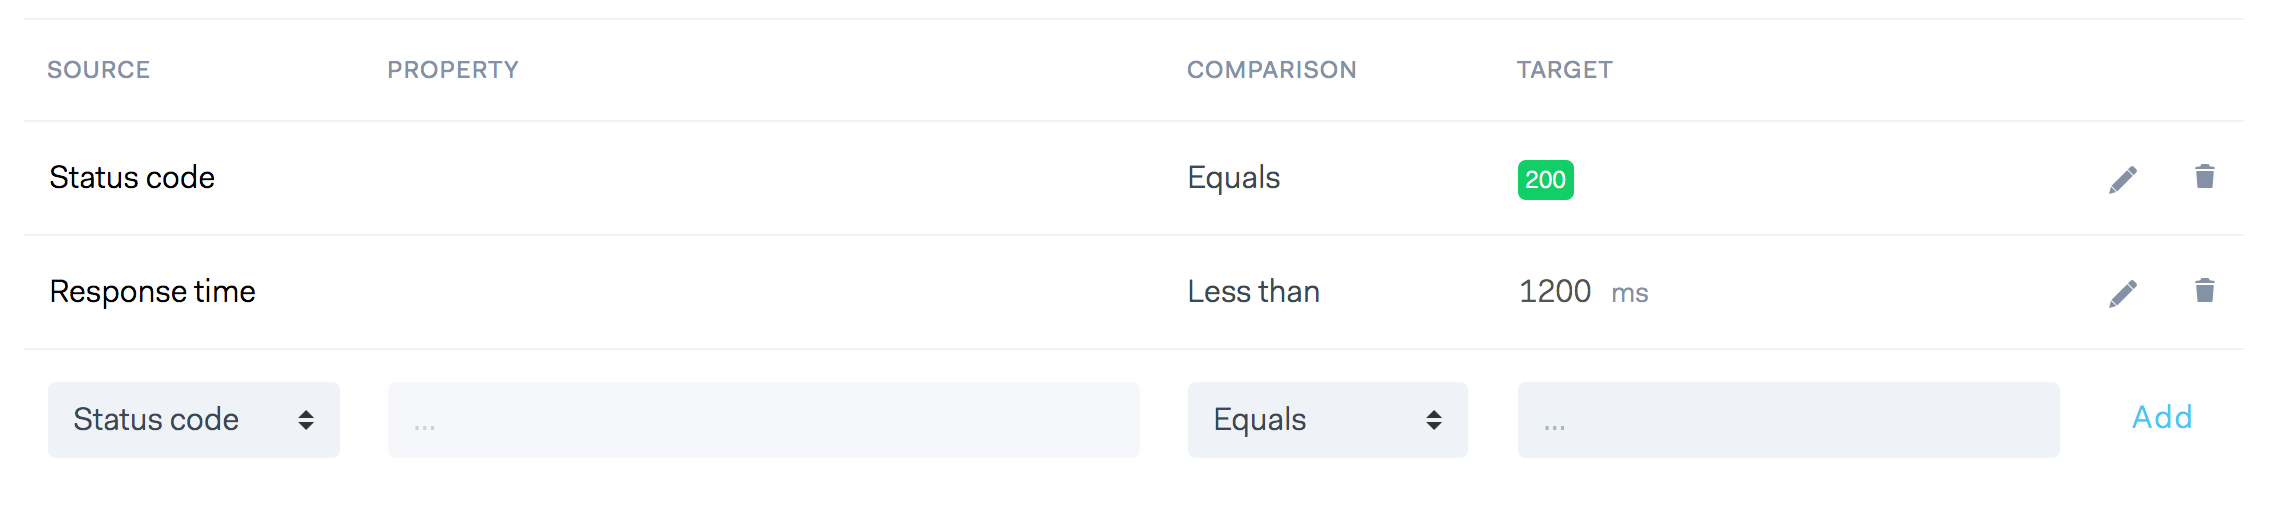 SOURCE PROPERTY COMPARISON TARGET
Status code Equals 200
Response time Less than 1200 ms
Status code ... Equals ... Add